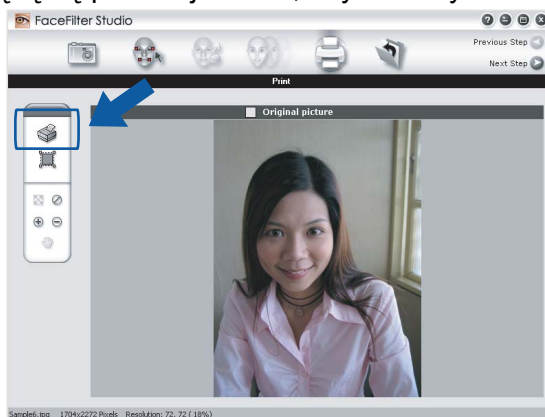 FaceFilter Studio
Previous Step
Next Step
Print
Original picture
Sample6.jpg 1704x2272 Pixels Resolution: 72, 72 ( 18%)